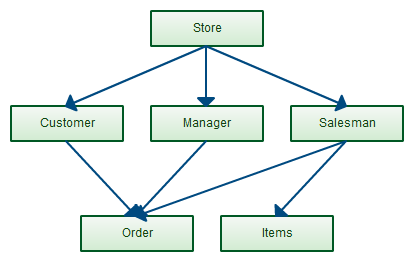 Store
Customer
Manager
Salesman
Order
Items